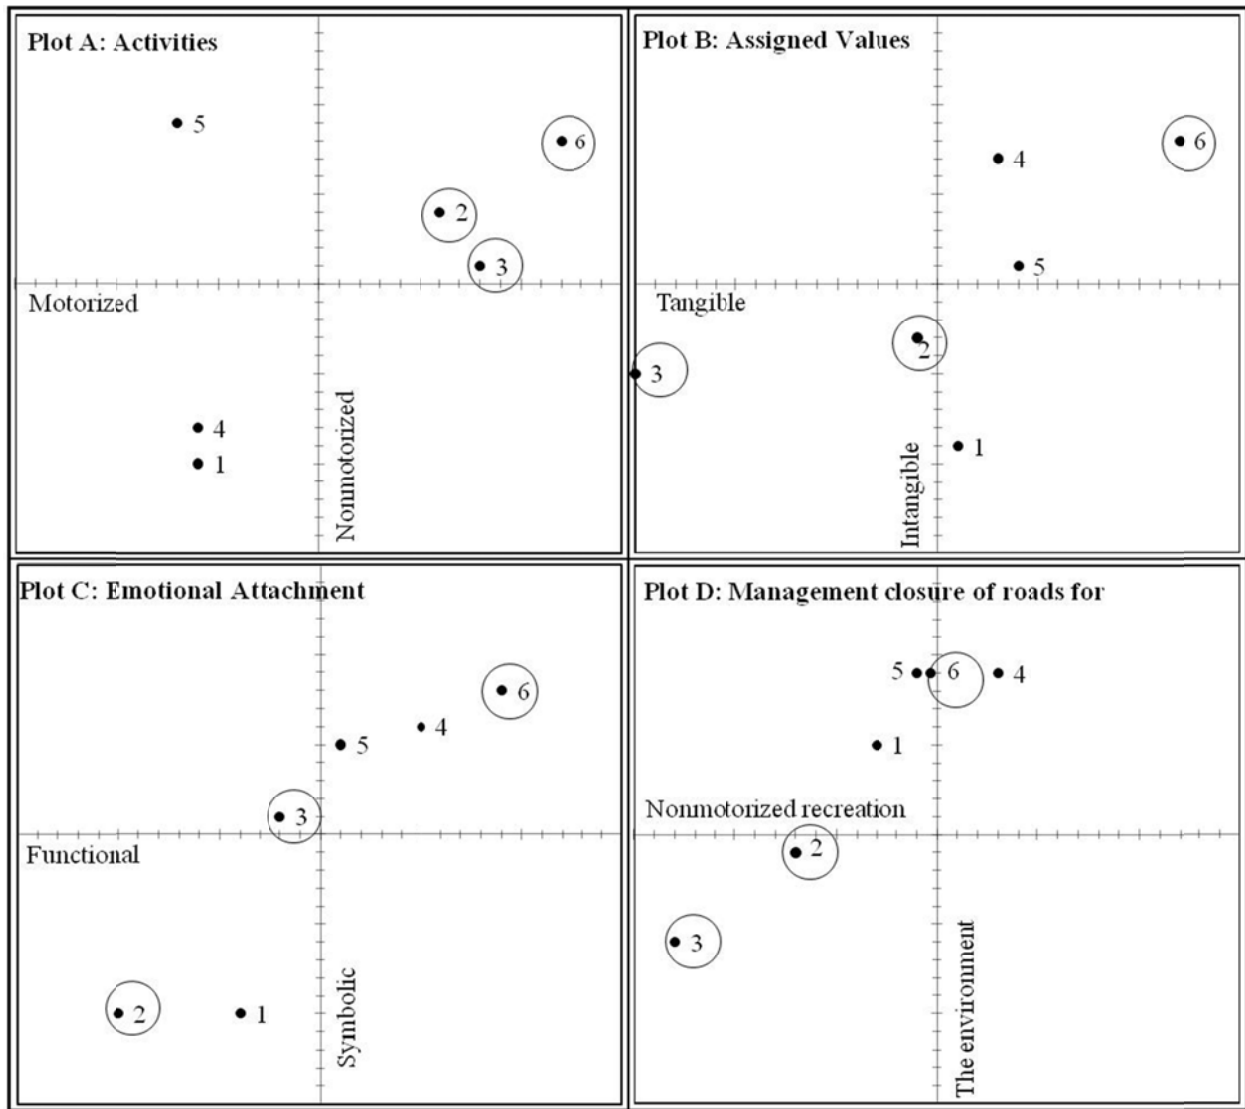 Plot A: Activities
5
6
2
3
Motorized
4
1
Nonmotorized
Plot B: Assigned Values
6
4
5
Tangible
2
3
1
Intangible
Plot C: Emotional Attachment
6
4
5
3
Functional
2
1
Symbolic
Plot D: Management closure of roads for
5
6
4
1
Nonmotorized recreation
2
3
The environment